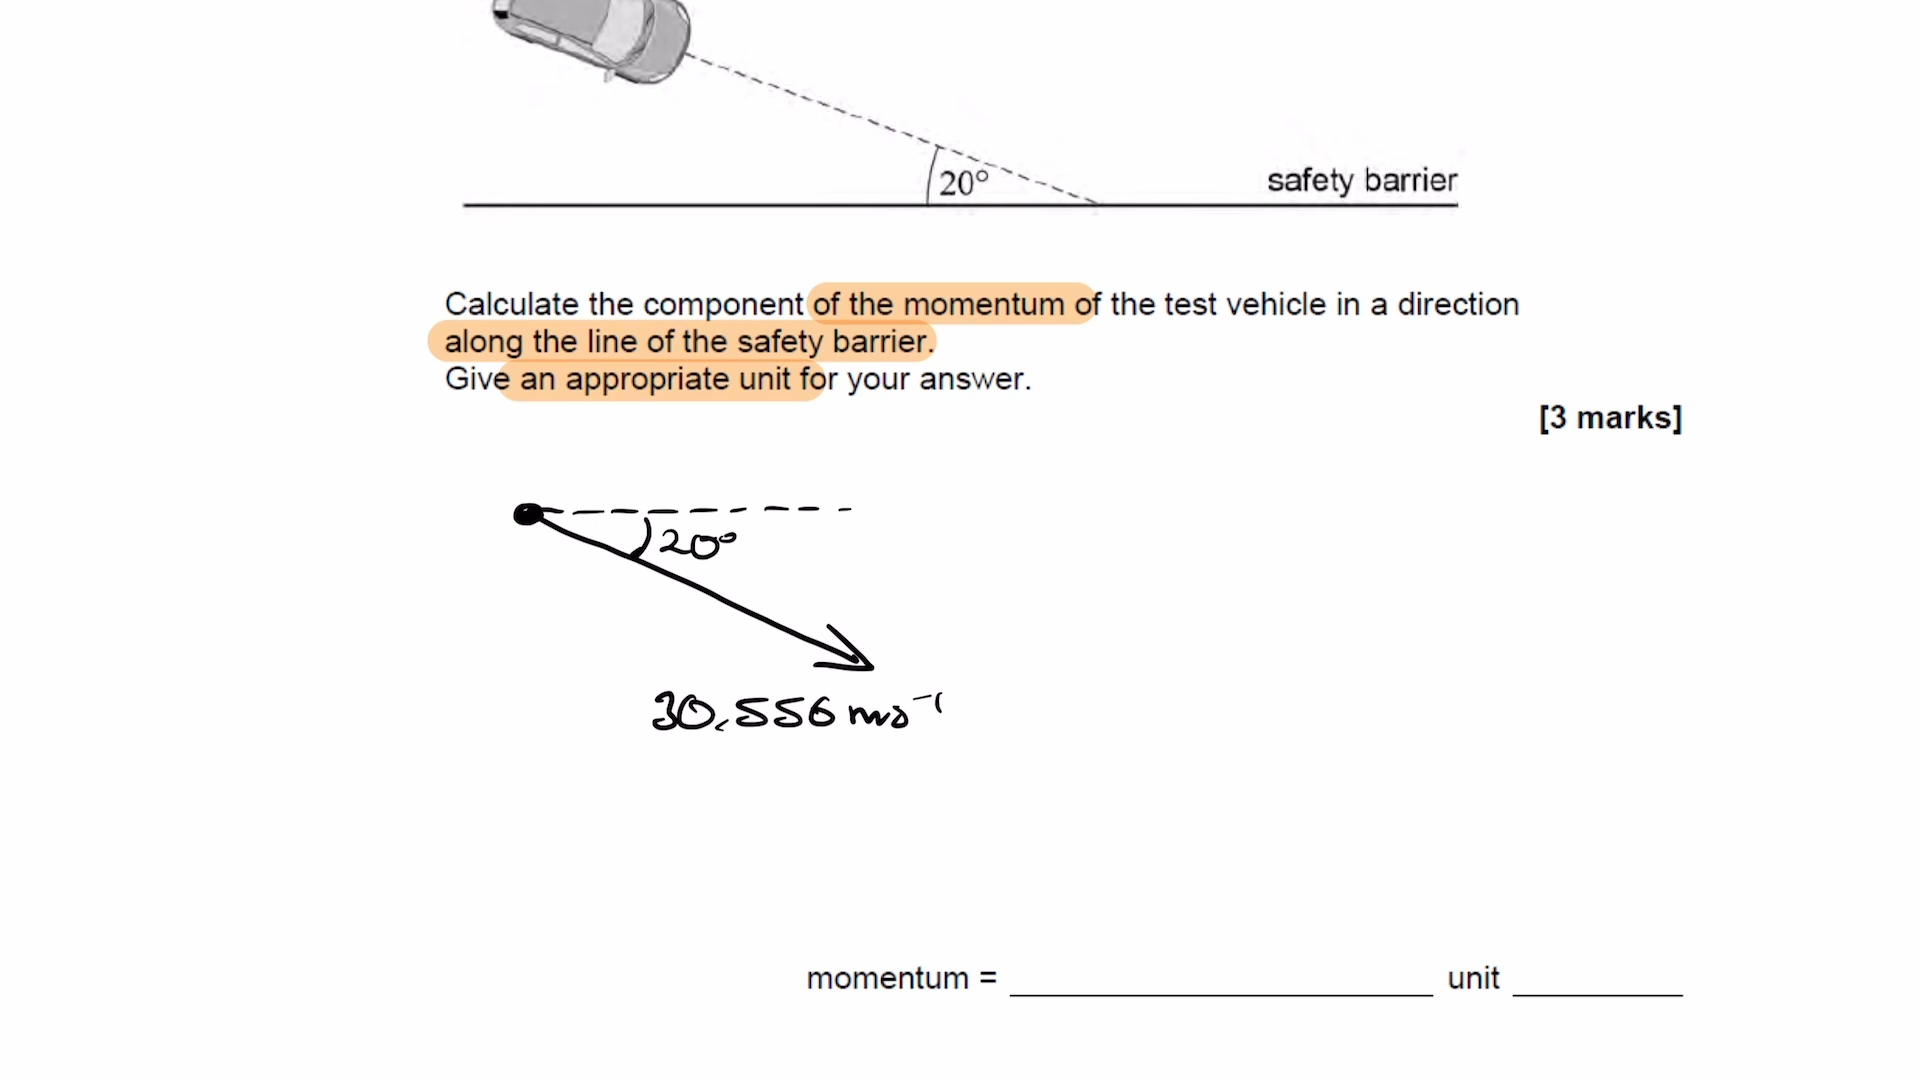 20°
safety barrier
Calculate the component of the momentum of the test vehicle in a direction
along the line of the safety barrier.
Give an appropriate unit for your answer.
[3 marks]
20°
30.556 ms⁻¹
momentum = unit